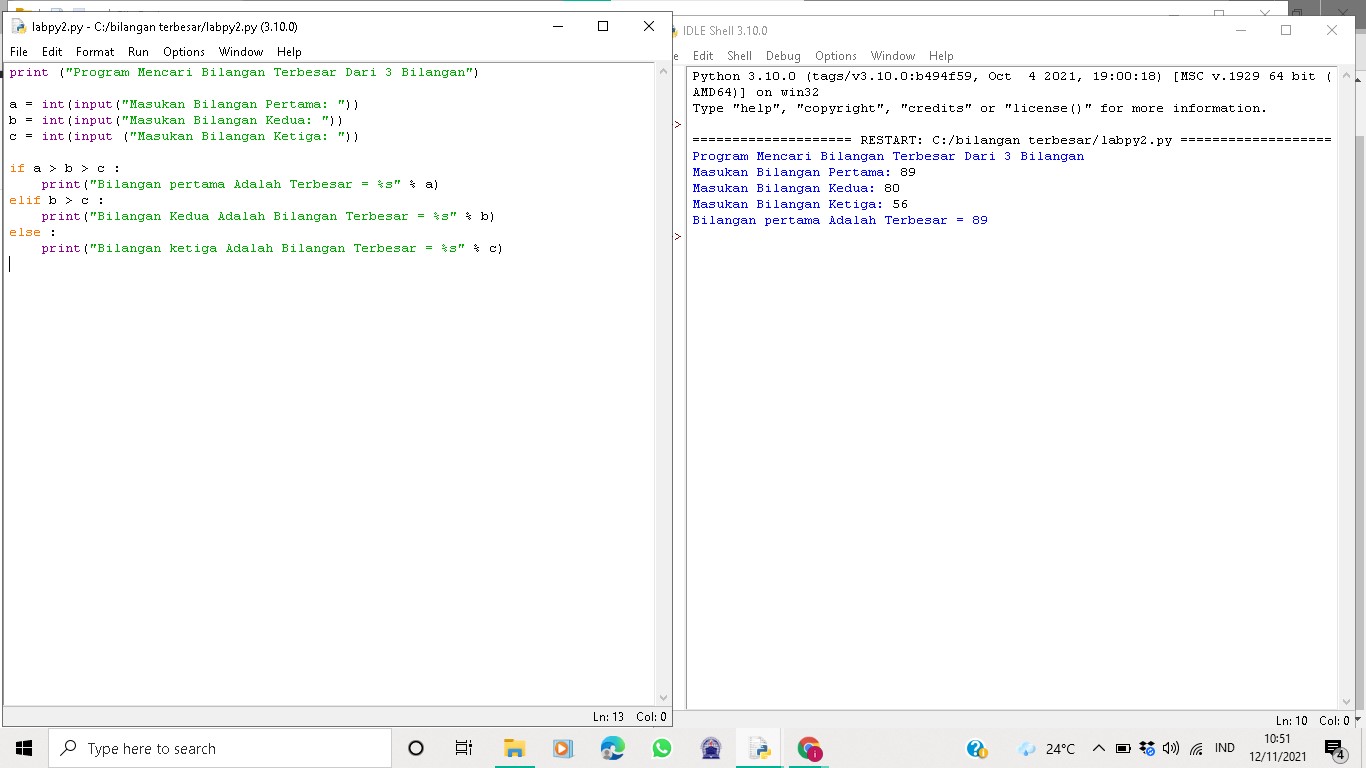 labpy2.py - C:/bilangan terbesar/labpy2.py (3.10.0)
File Edit Format Run Options Window Help
print ("Program Mencari Bilangan Terbesar Dari 3 Bilangan")
a = int(input("Masukan Bilangan Pertama: "))
b = int(input("Masukan Bilangan Kedua: "))
c = int(input ("Masukan Bilangan Ketiga: "))
if a > b > c :
    print("Bilangan pertama Adalah Terbesar = %s" % a)
elif b > c :
    print("Bilangan Kedua Adalah Bilangan Terbesar = %s" % b)
else :
    print("Bilangan ketiga Adalah Bilangan Terbesar = %s" % c)
Ln: 13 Col: 0
IDLE Shell 3.10.0
e Edit Shell Debug Options Window Help
Python 3.10.0 (tags/v3.10.0:b494f59, Oct  4 2021, 19:00:18) [MSC v.1929 64 bit (
AMD64)] on win32
Type "help", "copyright", "credits" or "license()" for more information.
>
=================== RESTART: C:/bilangan terbesar/labpy2.py ===================
Program Mencari Bilangan Terbesar Dari 3 Bilangan
Masukan Bilangan Pertama: 89
Masukan Bilangan Kedua: 80
Masukan Bilangan Ketiga: 56
Bilangan pertama Adalah Terbesar = 89
>
Ln: 10 Col: 0
Type here to search
24°C
IND
10:51
12/11/2021
4